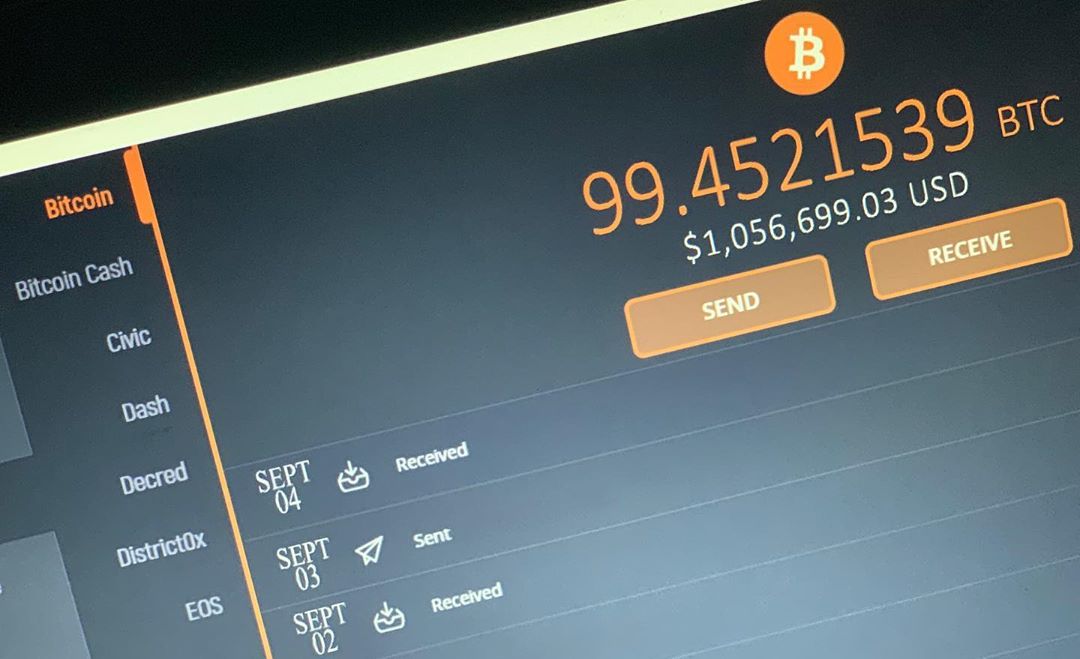 99.4521539 BTC
$1,056,699.03 USD
SEND
RECEIVE
Bitcoin
Bitcoin Cash
Civic
Dash
Decred
District0x
EOS
SEPT
04
Received
SEPT
03
Sent
SEPT
02
Received